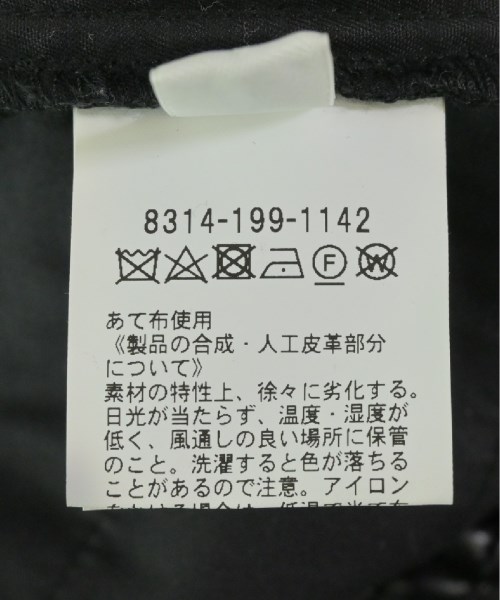 8314-199-1142
F W
あて布使用
《製品の合成・人工皮革部分
について》
素材の特性上、徐々に劣化する。
日光が当たらず、温度・湿度が
低く、風通しの良い場所に保管
のこと。洗濯すると色が落ちる
ことがあるので注意。アイロン